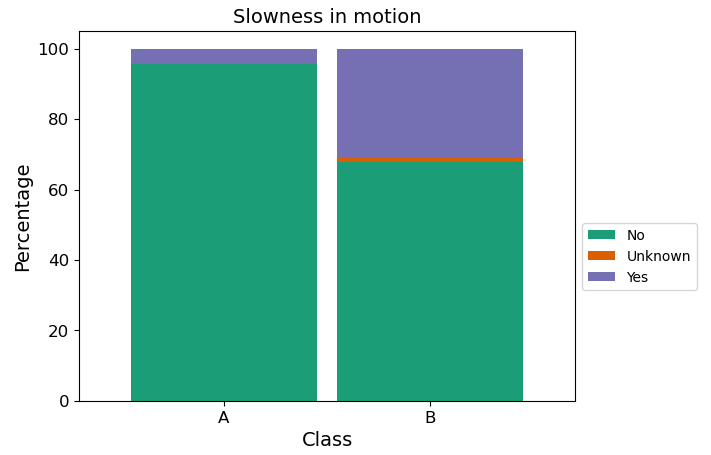 Slowness in motion
100
80
60
40
20
0
Percentage
A
B
Class
No
Unknown
Yes